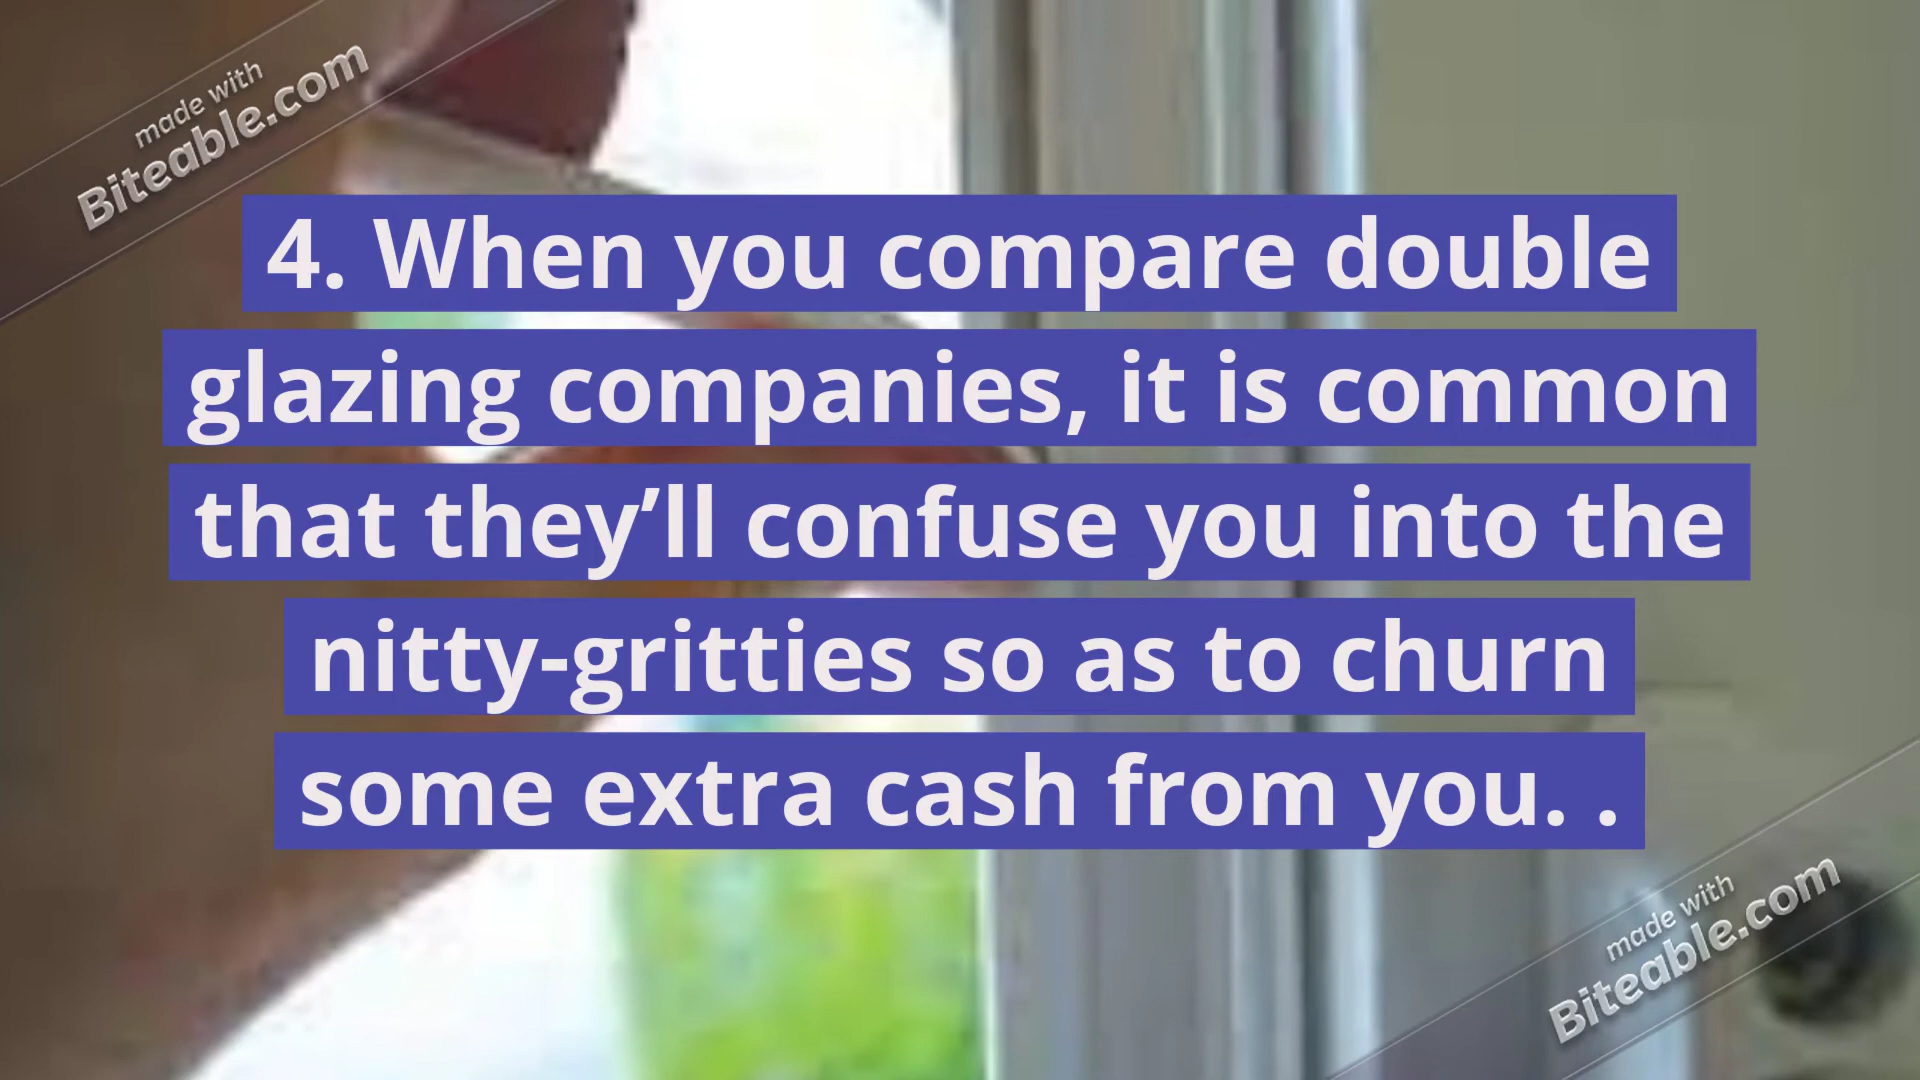 made with
Biteable.com
4. When you compare double
glazing companies, it is common
that they’ll confuse you into the
nitty-gritties so as to churn
some extra cash from you. .
made with
Biteable.com